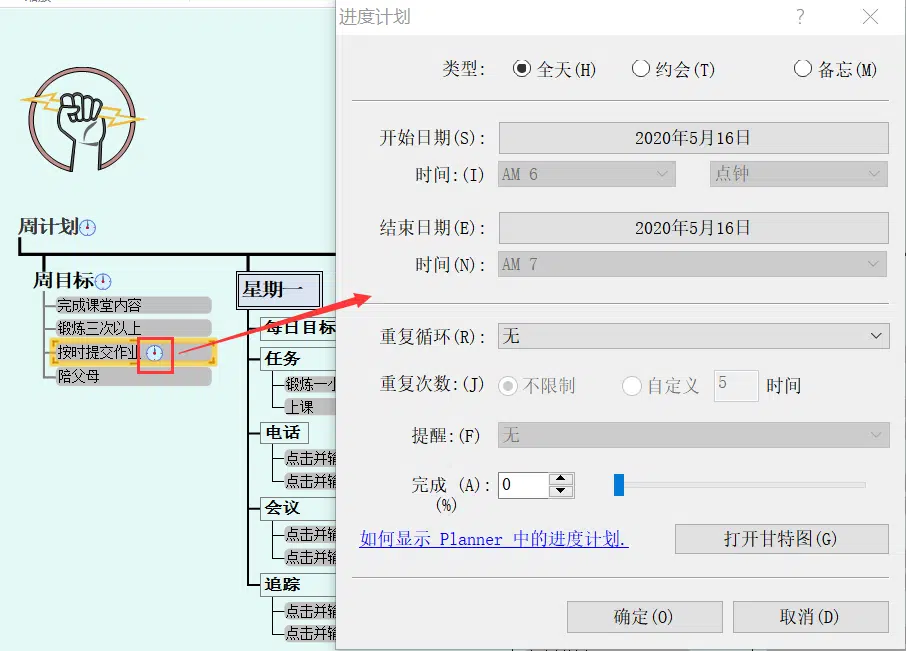 进度计划
?
类型: 全天(H) 约会(T) 备忘(M)
开始日期(S): 2020年5月16日
时间:(I) AM 6 点钟
结束日期(E): 2020年5月16日
时间(N): AM 7
重复循环(R): 无
重复次数:(J) 不限制 自定义 5 时间
提醒:(F) 无
完成 (A): 0
(%)
如何显示 Planner 中的进度计划.
打开甘特图(G)
确定(O) 取消(D)
周计划
周目标
完成课堂内容
锻炼三次以上
按时提交作业
陪父母
星期一
每日目标
任务
锻炼一小
上课
电话
点击并输
点击并输
会议
点击并输
点击并输
追踪
点击并输
点击并输